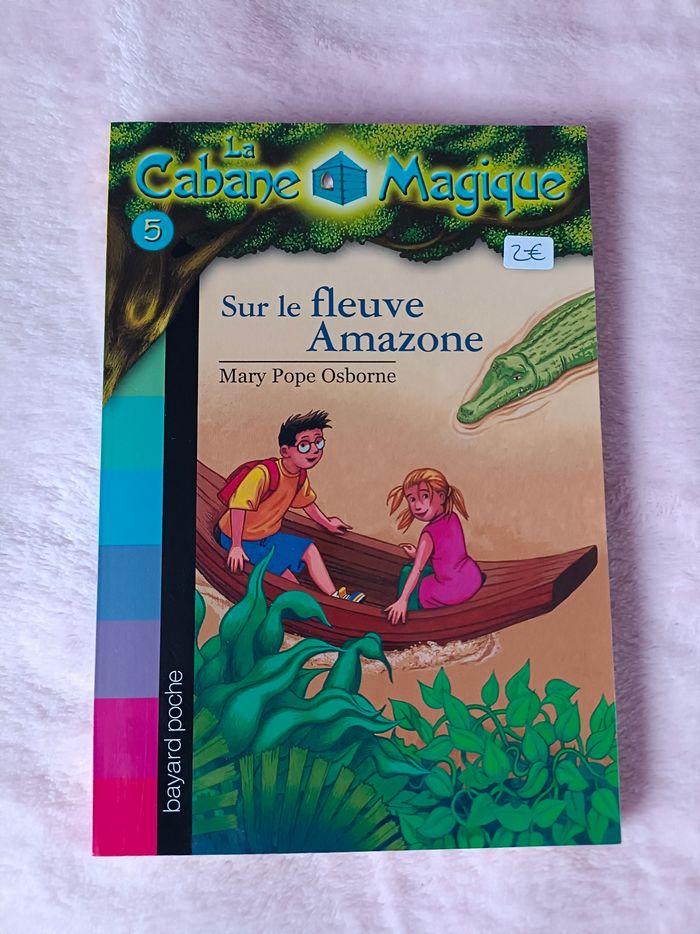 La
Cabane Magique
5
2€
Sur le fleuve
Amazone
Mary Pope Osborne
bayard poche